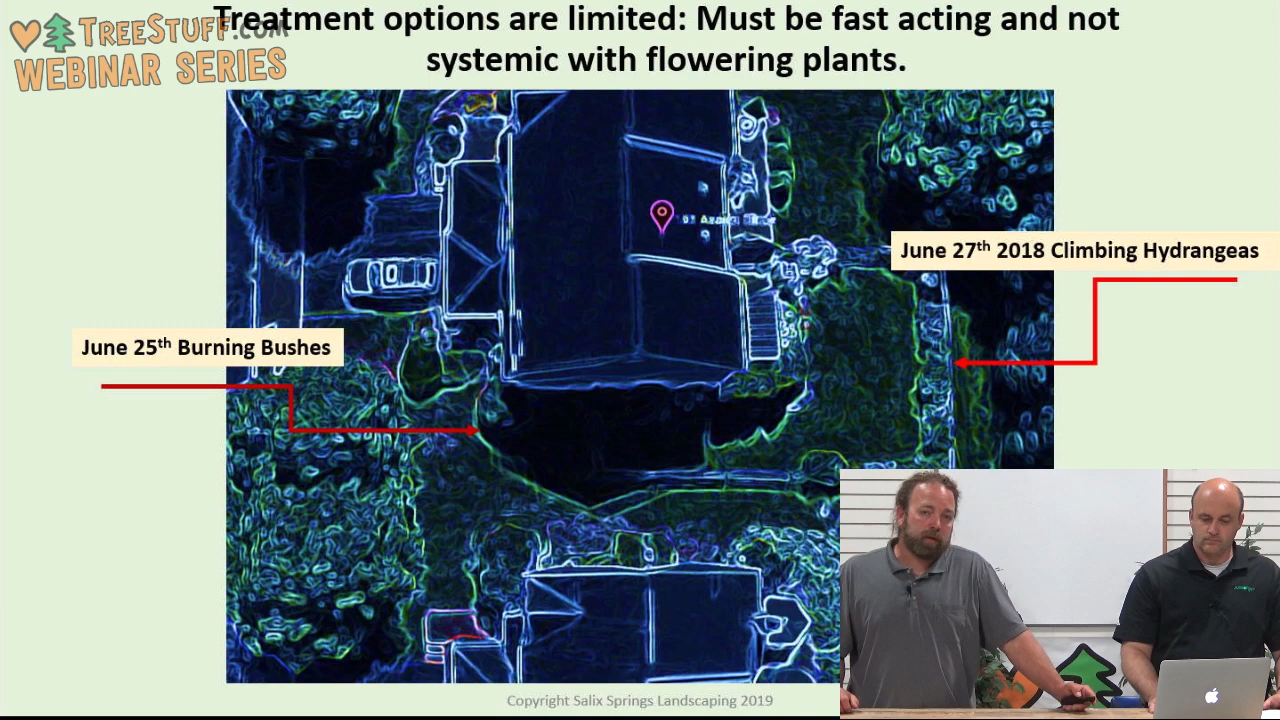 Treatment options are limited: Must be fast acting and not
systemic with flowering plants.
TREESTUFF.COM
WEBINAR SERIES
June 27th 2018 Climbing Hydrangeas
June 25th Burning Bushes
Copyright Salix Springs Landscaping 2019